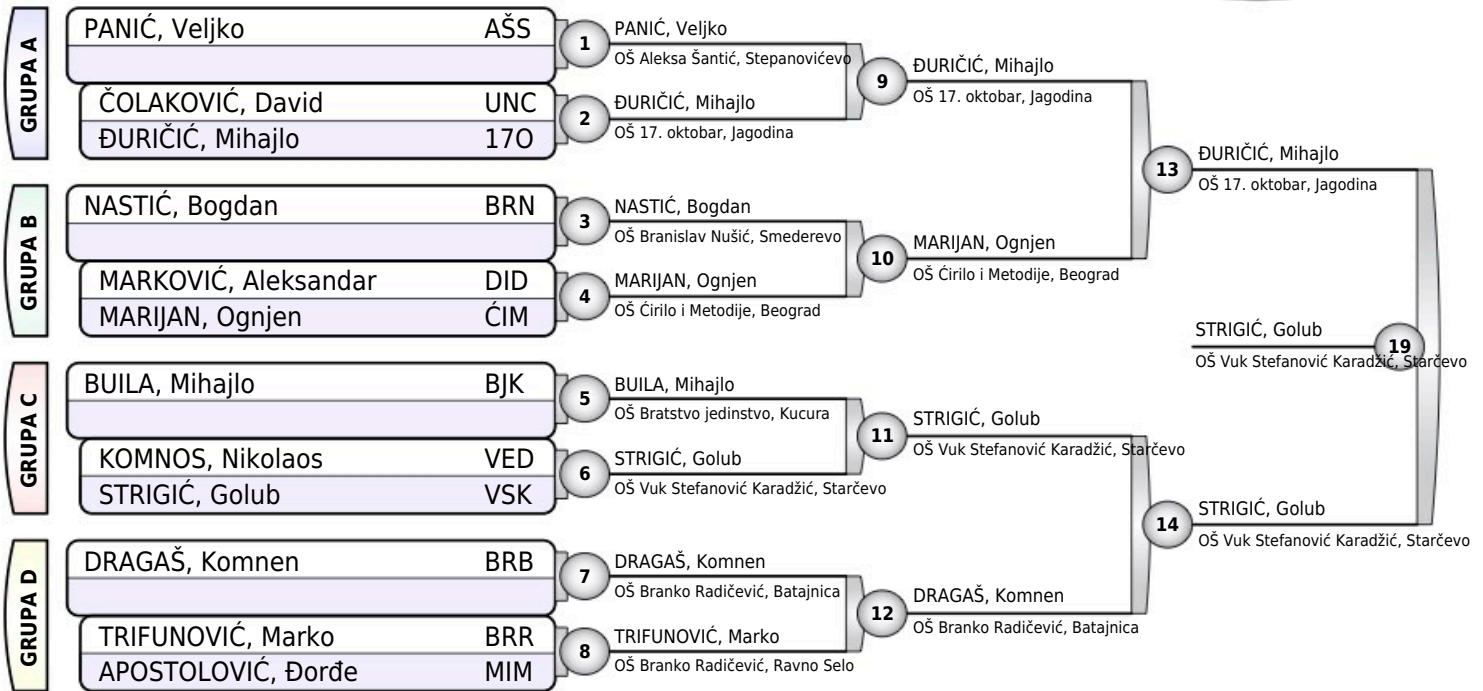 GRUPA A
PANIĆ, Veljko AŠS
ČOLAKOVIĆ, David UNC
ĐURIČIĆ, Mihajlo 17O
GRUPA B
NASTIĆ, Bogdan BRN
MARKOVIĆ, Aleksandar DID
MARIJAN, Ognjen ĆIM
GRUPA C
BUILA, Mihajlo BJK
KOMNOS, Nikolaos VED
STRIGIĆ, Golub VSK
GRUPA D
DRAGAŠ, Komnen BRB
TRIFUNOVIĆ, Marko BRR
APOSTOLOVIĆ, Đorđe MIM
1
PANIĆ, Veljko
OŠ Aleksa Šantić, Stepanovićevo
2
ĐURIČIĆ, Mihajlo
OŠ 17. oktobar, Jagodina
3
NASTIĆ, Bogdan
OŠ Branislav Nušić, Smederevo
4
MARIJAN, Ognjen
OŠ Ćirilo i Metodije, Beograd
5
BUILA, Mihajlo
OŠ Bratstvo jedinstvo, Kucura
6
STRIGIĆ, Golub
OŠ Vuk Stefanović Karadžić, Starčevo
7
DRAGAŠ, Komnen
OŠ Branko Radičević, Batajnica
8
TRIFUNOVIĆ, Marko
OŠ Branko Radičević, Ravno Selo
9
ĐURIČIĆ, Mihajlo
OŠ 17. oktobar, Jagodina
10
MARIJAN, Ognjen
OŠ Ćirilo i Metodije, Beograd
11
STRIGIĆ, Golub
OŠ Vuk Stefanović Karadžić, Starčevo
12
DRAGAŠ, Komnen
OŠ Branko Radičević, Batajnica
13
ĐURIČIĆ, Mihajlo
OŠ 17. oktobar, Jagodina
14
STRIGIĆ, Golub
OŠ Vuk Stefanović Karadžić, Starčevo
STRIGIĆ, Golub
19
OŠ Vuk Stefanović Karadžić, Starčevo